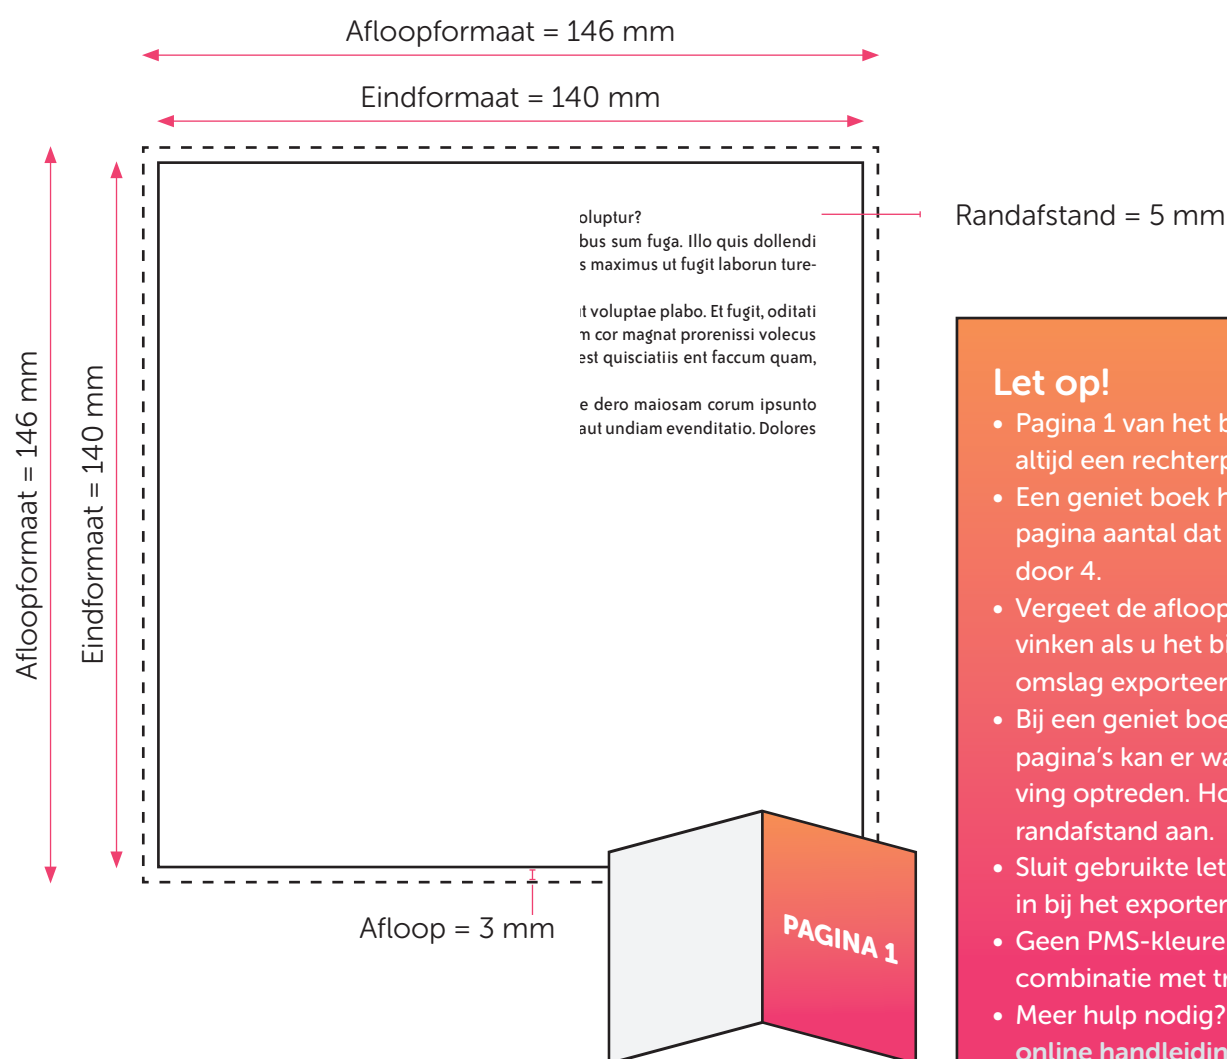 Afloopformaat = 146 mm
Eindformaat = 140 mm
Afloopformaat = 146 mm
Eindformaat = 140 mm
oluptur?
bus sum fuga. Illo quis dollendi
s maximus ut fugit laborun ture-
t voluptae plabo. Et fugit, oditati
m cor magnat prorenissi volecus
est quisciatiis ent faccum quam,
e dero maiosam corum ipsunto
aut undiam evenditatio. Dolores
Randafstand = 5 mm
Afloop = 3 mm
PAGINA 1
Let op!
• Pagina 1 van het b
altijd een rechterp
• Een geniet boek h
pagina aantal dat
door 4.
• Vergeet de afloop
vinken als u het bi
omslag exporteer
• Bij een geniet boe
pagina's kan er wa
ving optreden. Ho
randafstand aan.
• Sluit gebruikte let
in bij het exporter
• Geen PMS-kleure
combinatie met tr
• Meer hulp nodig?
online handleidin